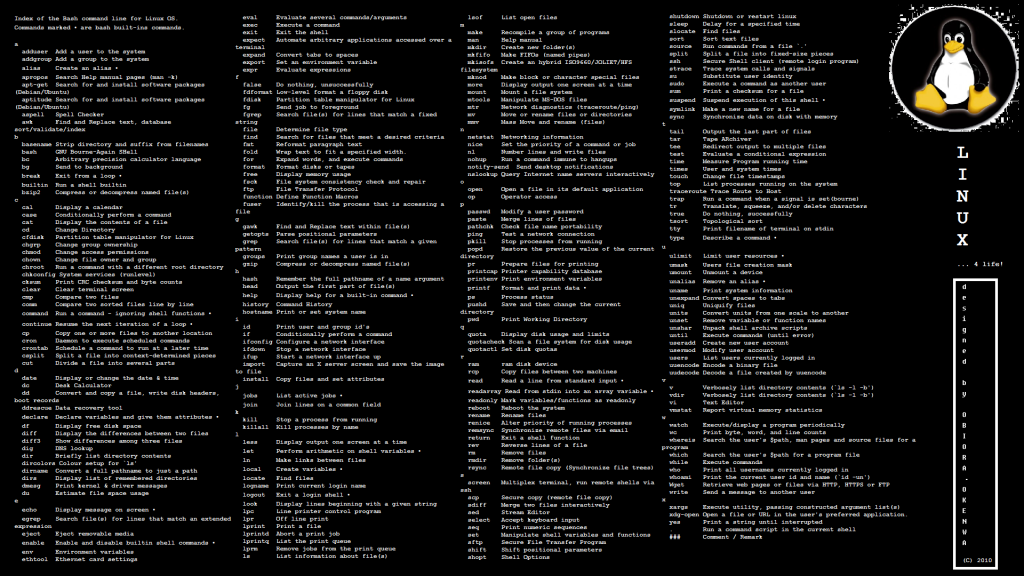 Index of the Bash command line for Linux OS.
Commands marked • are bash built-ins commands.
a
adduser Add a user to the system
addgroup Add a group to the system
alias Create an alias •
apropos Search Help manual pages (man -k)
apt-get Search for and install software packages
(Debian/Ubuntu)
aptitude Search for and install software packages
(Debian/Ubuntu)
aspell Spell Checker
awk Find and Replace text, database
sort/validate/index
b
basename Strip directory and suffix from filenames
bash GNU Bourne-Again SHell
bc Arbitrary precision calculator language
bg Send to background
break Exit from a loop •
builtin Run a shell builtin
bzip2 Compress or decompress named file(s)
c
cal Display a calendar
case Conditionally perform a command
cat Display the contents of a file
cd Change Directory
cfdisk Partition table manipulator for Linux
chgrp Change group ownership
chmod Change access permissions
chown Change file owner and group
chroot Run a command with a different root directory
chkconfig System services (runlevel)
cksum Print CRC checksum and byte counts
clear Clear terminal screen
cmp Compare two files
comm Compare two sorted files line by line
command Run a command - ignoring shell functions •
continue Resume the next iteration of a loop •
cp Copy one or more files to another location
cron Daemon to execute scheduled commands
crontab Schedule a command to run at a later time
csplit Split a file into context-determined pieces
cut Divide a file into several parts
d
date Display or change the date & time
dc Desk Calculator
dd Convert and copy a file, write disk headers,
boot records
ddrescue Data recovery tool
declare Declare variables and give them attributes •
df Display free disk space
diff Display the differences between two files
diff3 Show differences among three files
dig DNS lookup
dir Briefly list directory contents
dircolors Colour setup for `ls'
dirname Convert a full pathname to just a path
dirs Display list of remembered directories
dmesg Print kernel & driver messages
du Estimate file space usage
e
echo Display message on screen •
egrep Search file(s) for lines that match an extended
expression
eject Eject removable media
enable Enable and disable builtin shell commands •
env Environment variables
ethtool Ethernet card settings
eval Evaluate several commands/arguments
exec Execute a command
exit Exit the shell
expect Automate arbitrary applications accessed over a
terminal
expand Convert tabs to spaces
export Set an environment variable
expr Evaluate expressions
f
false Do nothing, unsuccessfully
fdformat Low-level format a floppy disk
fdisk Partition table manipulator for Linux
fg Send job to foreground
fgrep Search file(s) for lines that match a fixed
string
file Determine file type
find Search for files that meet a desired criteria
fmt Reformat paragraph text
fold Wrap text to fit a specified width.
for Expand words, and execute commands
format Format disks or tapes
free Display memory usage
fsck File system consistency check and repair
ftp File Transfer Protocol
function Define Function Macros
fuser Identify/kill the process that is accessing a
file
g
gawk Find and Replace text within file(s)
getopts Parse positional parameters
grep Search file(s) for lines that match a given
pattern
groups Print group names a user is in
gzip Compress or decompress named file(s)
h
hash Remember the full pathname of a name argument
head Output the first part of file(s)
help Display help for a built-in command •
history Command History
hostname Print or set system name
i
id Print user and group id's
if Conditionally perform a command
ifconfig Configure a network interface
ifdown Stop a network interface
ifup Start a network interface up
import Capture an X server screen and save the image
to file
install Copy files and set attributes
j
jobs List active jobs •
join Join lines on a common field
k
kill Stop a process from running
killall Kill processes by name
l
less Display output one screen at a time
let Perform arithmetic on shell variables •
ln Make links between files
local Create variables •
locate Find files
logname Print current login name
logout Exit a login shell •
look Display lines beginning with a given string
lpc Line printer control program
lpr Off line print
lprint Print a file
lprintd Abort a print job
lprintq List the print queue
lprm Remove jobs from the print queue
ls List information about file(s)
lsof List open files
m
make Recompile a group of programs
man Help manual
mkdir Create new folder(s)
mkfifo Make FIFOs (named pipes)
mkisofs Create an hybrid ISO9660/JOLIET/HFS
filesystem
mknod Make block or character special files
more Display output one screen at a time
mount Mount a file system
mtools Manipulate MS-DOS files
mtr Network diagnostics (traceroute/ping)
mv Move or rename files or directories
mmv Mass Move and rename (files)
n
netstat Networking information
nice Set the priority of a command or job
nl Number lines and write files
nohup Run a command immune to hangups
notify-send Send desktop notifications
nslookup Query Internet name servers interactively
o
open Open a file in its default application
op Operator access
p
passwd Modify a user password
paste Merge lines of files
pathchk Check file name portability
ping Test a network connection
pkill Stop processes from running
popd Restore the previous value of the current
directory
pr Prepare files for printing
printcap Printer capability database
printenv Print environment variables
printf Format and print data •
ps Process status
pushd Save and then change the current
directory
pwd Print Working Directory
q
quota Display disk usage and limits
quotacheck Scan a file system for disk usage
quotactl Set disk quotas
r
ram ram disk device
rcp Copy files between two machines
read Read a line from standard input •
readarray Read from stdin into an array variable •
readonly Mark variables/functions as readonly
reboot Reboot the system
rename Rename files
renice Alter priority of running processes
remsync Synchronize remote files via email
return Exit a shell function
rev Reverse lines of a file
rm Remove files
rmdir Remove folder(s)
rsync Remote file copy (Synchronize file trees)
s
screen Multiplex terminal, run remote shells via
ssh
scp Secure copy (remote file copy)
sdiff Merge two files interactively
sed Stream Editor
select Accept keyboard input
seq Print numeric sequences
set Manipulate shell variables and functions
sftp Secure File Transfer Program
shift Shift positional parameters
shopt Shell Options
shutdown Shutdown or restart linux
sleep Delay for a specified time
slocate Find files
sort Sort text files
source Run commands from a file `.'
split Split a file into fixed-size pieces
ssh Secure Shell client (remote login program)
strace Trace system calls and signals
su Substitute user identity
sudo Execute a command as another user
sum Print a checksum for a file
suspend Suspend execution of this shell •
symlink Make a new name for a file
sync Synchronize data on disk with memory
t
tail Output the last part of files
tar Tape ARchiver
tee Redirect output to multiple files
test Evaluate a conditional expression
time Measure Program running time
times User and system times
touch Change file timestamps
top List processes running on the system
traceroute Trace Route to Host
trap Run a command when a signal is set(bourne)
tr Translate, squeeze, and/or delete characters
true Do nothing, successfully
tsort Topological sort
tty Print filename of terminal on stdin
type Describe a command •
u
ulimit Limit user resources •
umask Users file creation mask
umount Unmount a device
unalias Remove an alias •
uname Print system information
unexpand Convert spaces to tabs
uniq Uniquify files
units Convert units from one scale to another
unset Remove variable or function names
unshar Unpack shell archive scripts
until Execute commands (until error)
useradd Create new user account
usermod Modify user account
users List users currently logged in
uuencode Encode a binary file
uudecode Decode a file created by uuencode
v
v Verbosely list directory contents (`ls -l -b')
vdir Verbosely list directory contents (`ls -l -b')
vi Text Editor
vmstat Report virtual memory statistics
w
watch Execute/display a program periodically
wc Print byte, word, and line counts
whereis Search the user's $path, man pages and source files for a
program
which Search the user's $path for a program file
while Execute commands
who Print all usernames currently logged in
whoami Print the current user id and name (`id -un')
Wget Retrieve web pages or files via HTTP, HTTPS or FTP
write Send a message to another user
x
xargs Execute utility, passing constructed argument list(s)
xdg-open Open a file or URL in the user's preferred application.
yes Print a string until interrupted
. Run a command script in the current shell
### Comment / Remark
LINUX
... 4 life!
designed by OBIORA.OKENWA
(C) 2010